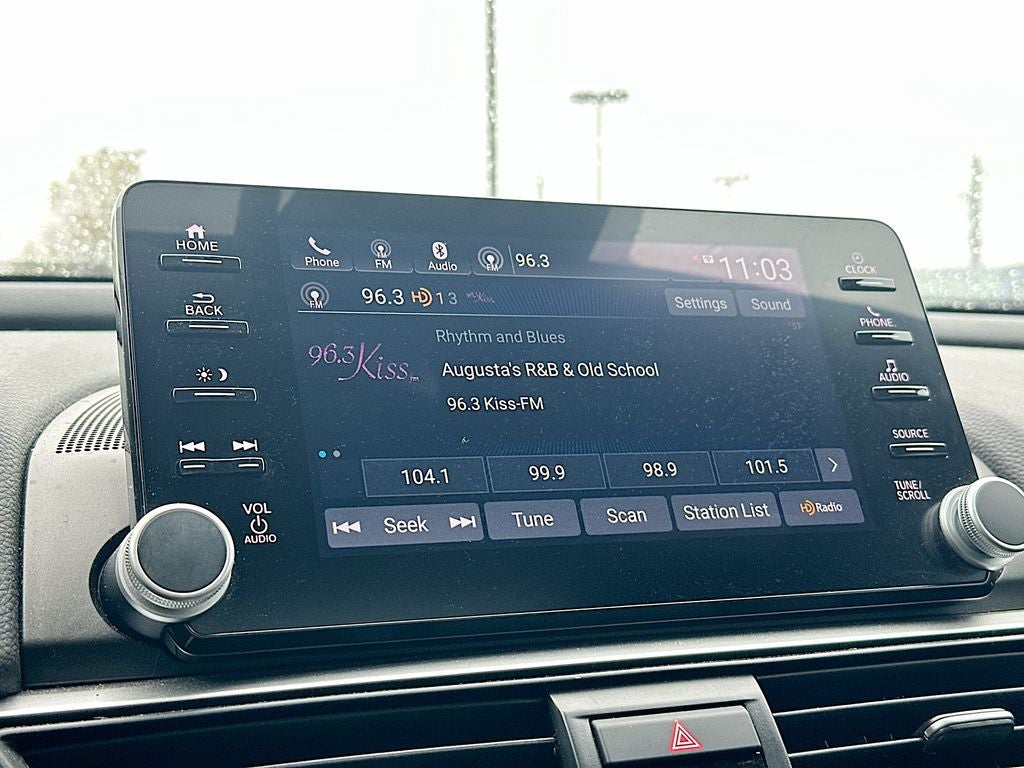 HOME
BACK
VOL
AUDIO
Phone
FM
Audio
FM
96.3
11:03
FM
96.3 HD 1 3
Settings
Sound
Rhythm and Blues
96.3 Kiss FM
Augusta's R&B & Old School
96.3 Kiss-FM
104.1
99.9
98.9
101.5
Seek
Tune
Scan
Station List
HD Radio
CLOCK
PHONE
AUDIO
SOURCE
TUNE/
SCROLL